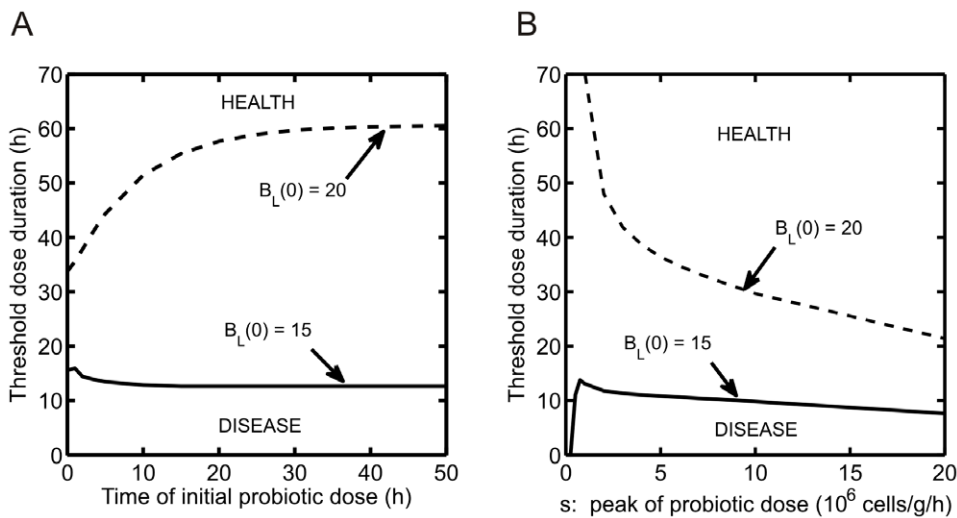 A
Threshold dose duration (h)
70
60
50
40
30
20
10
0
HEALTH
B_L(0) = 20
B_L(0) = 15
DISEASE
0 10 20 30 40 50
Time of initial probiotic dose (h)
B
Threshold dose duration (h)
70
60
50
40
30
20
10
0
HEALTH
B_L(0) = 20
B_L(0) = 15
DISEASE
0 5 10 15 20
s: peak of probiotic dose (10^6 cells/g/h)